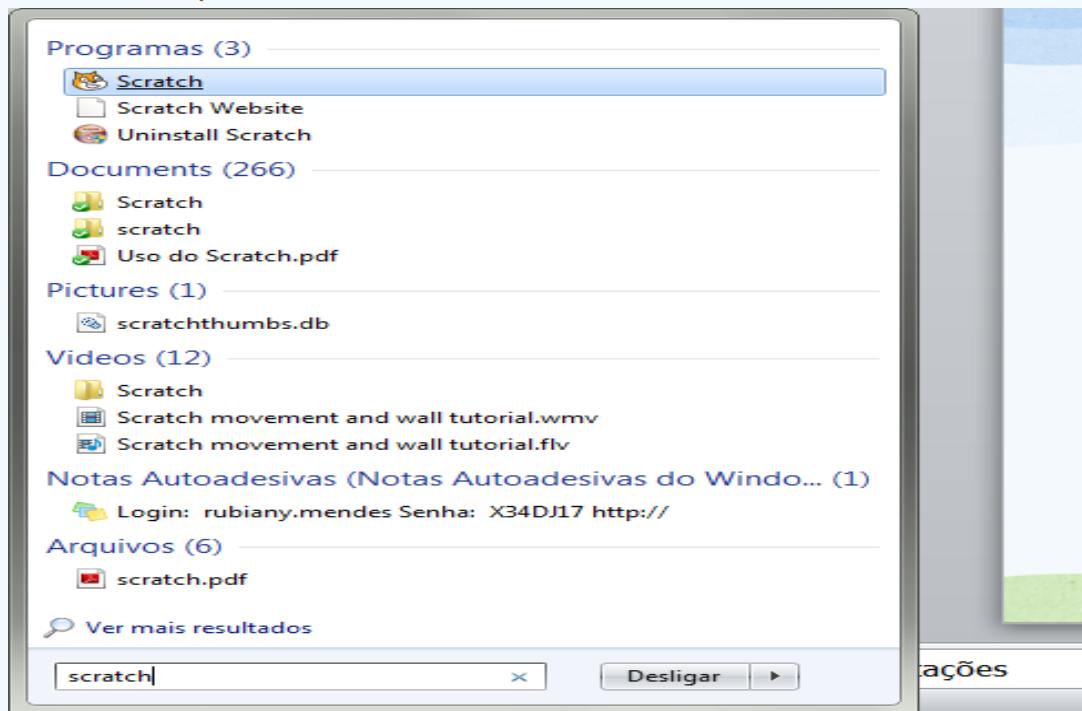 Programas (3)
Scratch
Scratch Website
Uninstall Scratch
Documents (266)
Scratch
scratch
Uso do Scratch.pdf
Pictures (1)
scratchthumbs.db
Videos (12)
Scratch
Scratch movement and wall tutorial.wmv
Scratch movement and wall tutorial.flv
Notas Autoadesivas (Notas Autoadesivas do Windo... (1)
Login: rubiany.mendes Senha: X34DJ17 http://
Arquivos (6)
scratch.pdf
Ver mais resultados
scratch
Desligar
ações